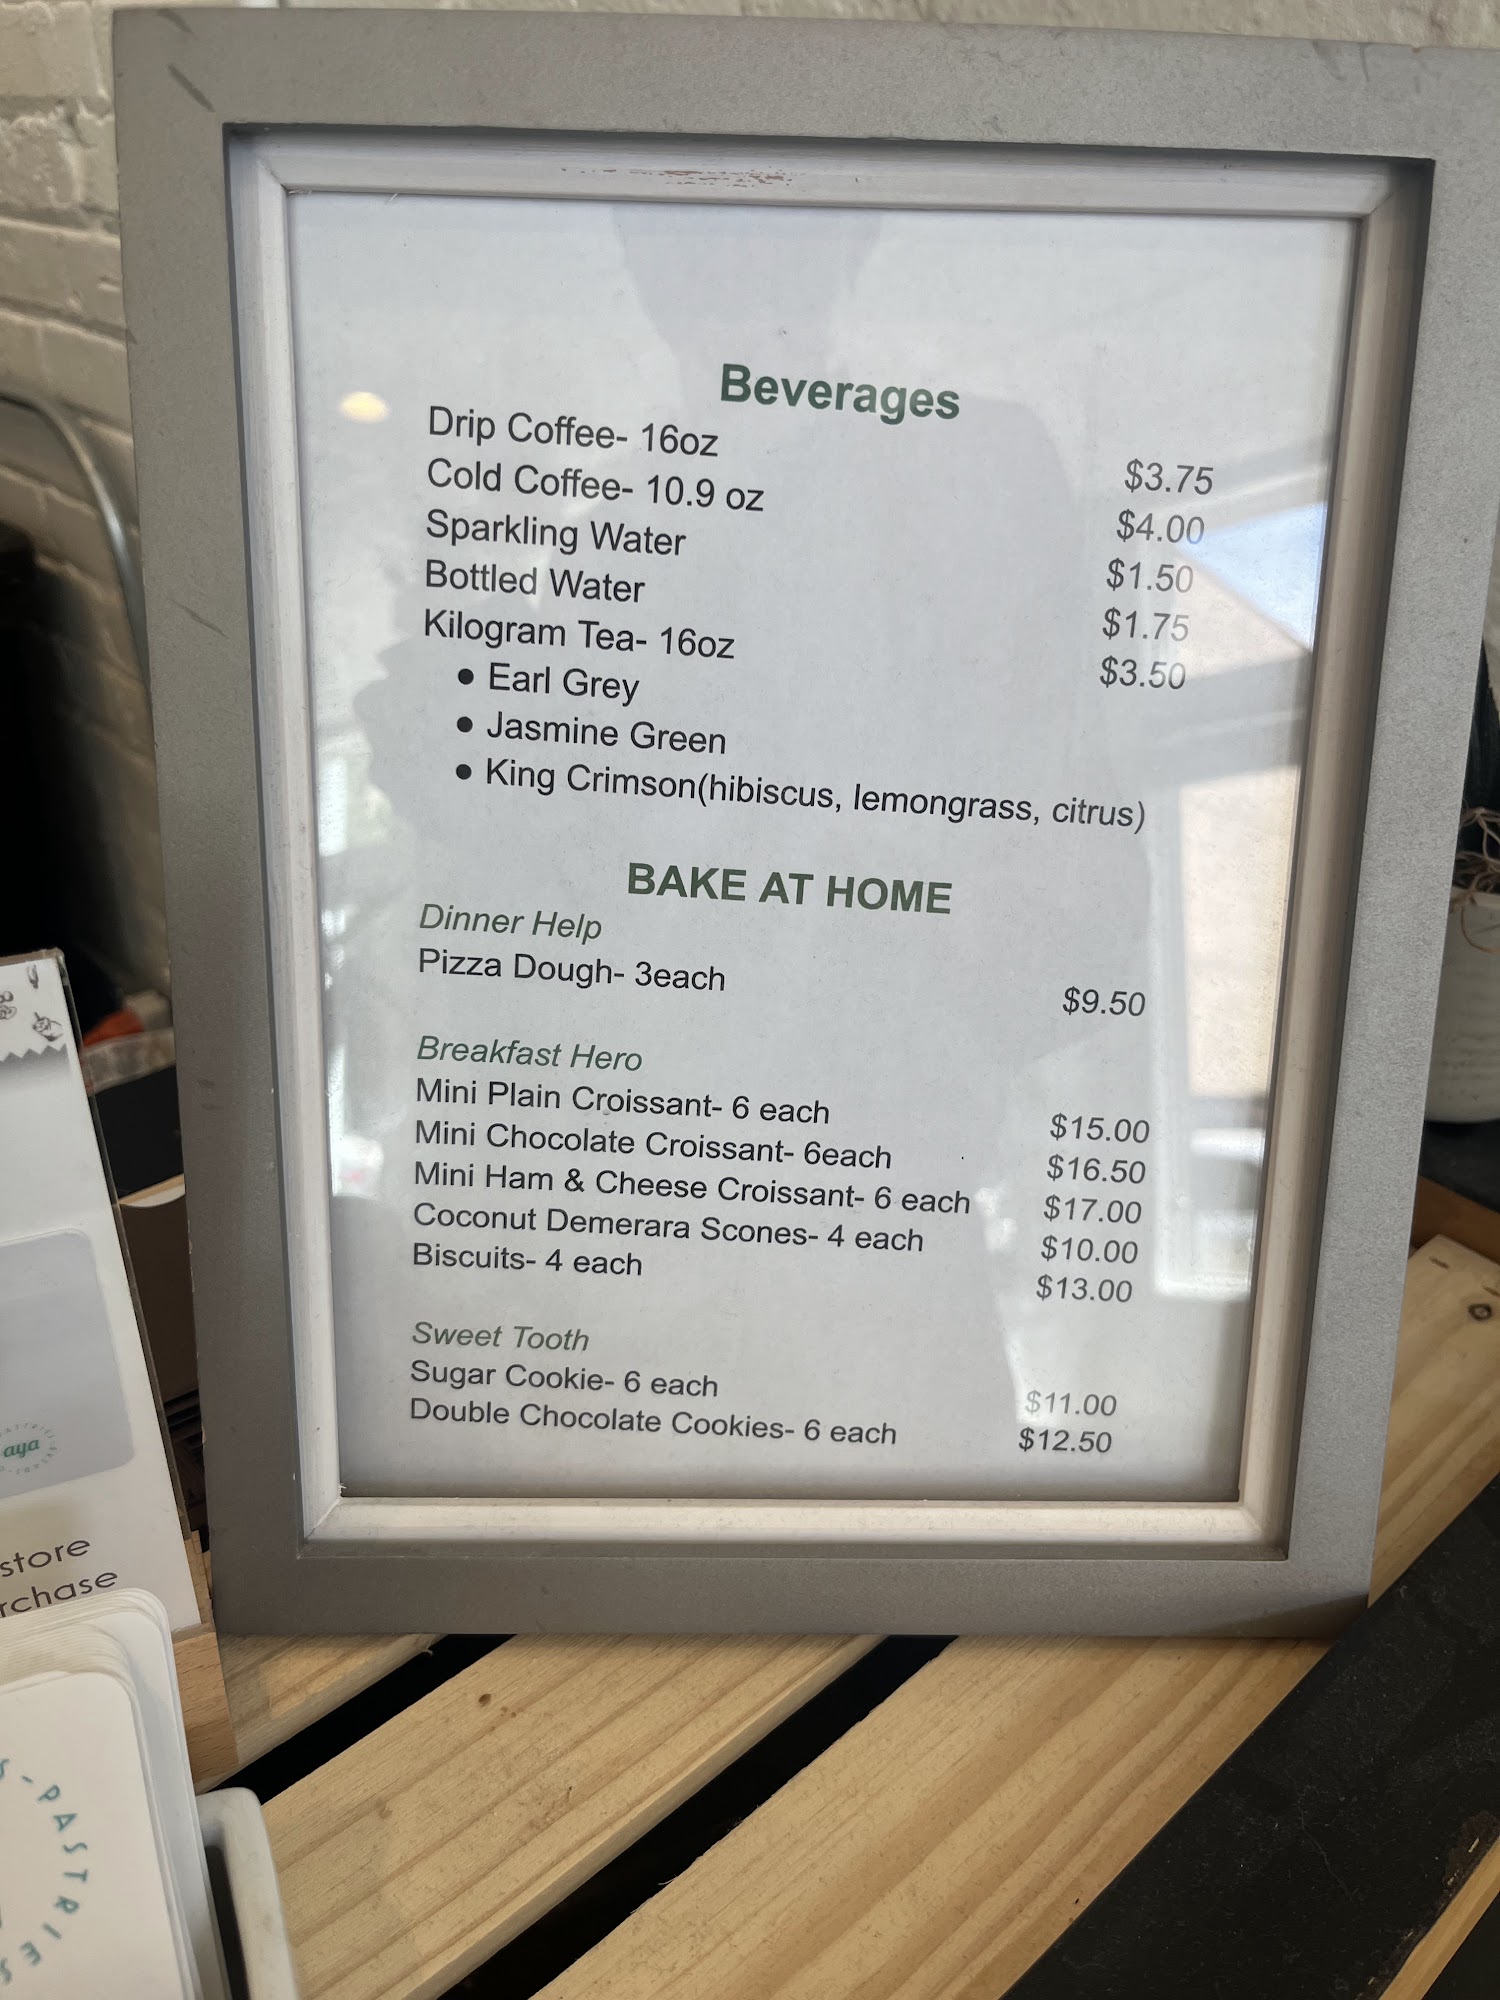 Beverages
Drip Coffee- 16oz $3.75
Cold Coffee- 10.9 oz $4.00
Sparkling Water $1.50
Bottled Water $1.75
Kilogram Tea- 16oz $3.50
• Earl Grey
• Jasmine Green
• King Crimson(hibiscus, lemongrass, citrus)
BAKE AT HOME
Dinner Help
Pizza Dough- 3each $9.50
Breakfast Hero
Mini Plain Croissant- 6 each $15.00
Mini Chocolate Croissant- 6each $16.50
Mini Ham & Cheese Croissant- 6 each $17.00
Coconut Demerara Scones- 4 each $10.00
Biscuits- 4 each $13.00
Sweet Tooth
Sugar Cookie- 6 each $11.00
Double Chocolate Cookies- 6 each $12.50
aya
store
rchase
S-PASTRIES